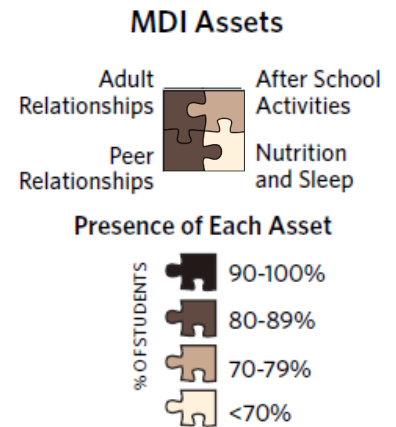 MDI Assets
Adult
Relationships
After School
Activities
Peer
Relationships
Nutrition
and Sleep
Presence of Each Asset
% OF STUDENTS
90-100%
80-89%
70-79%
<70%